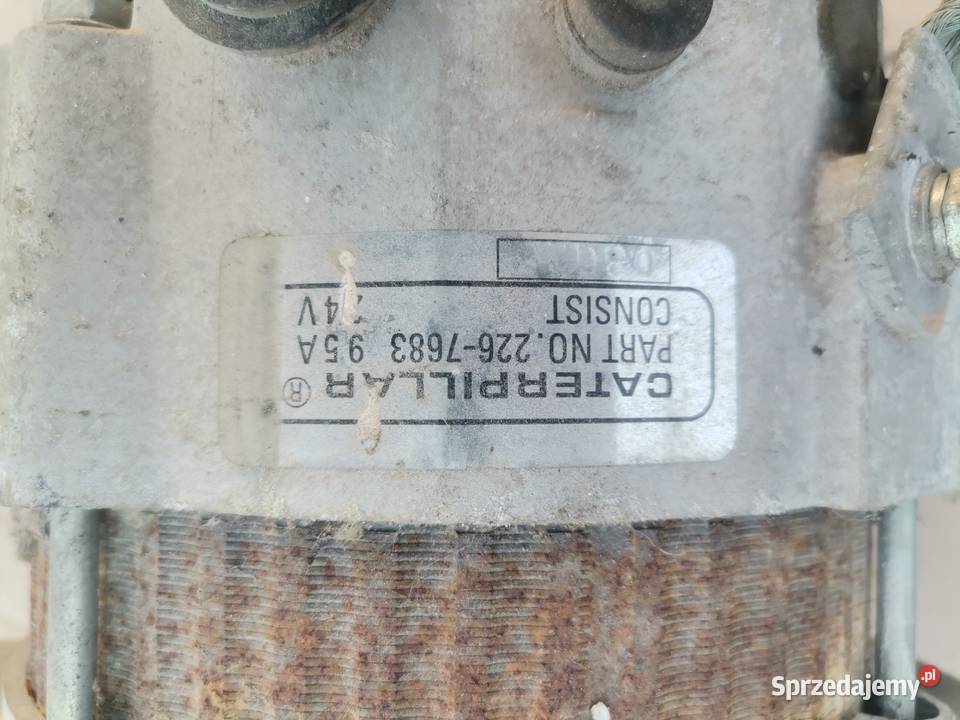 CATERPILLAR ®
PART NO. 226-7683 95A
CONSIST 24V
Sprzedajemy.pl